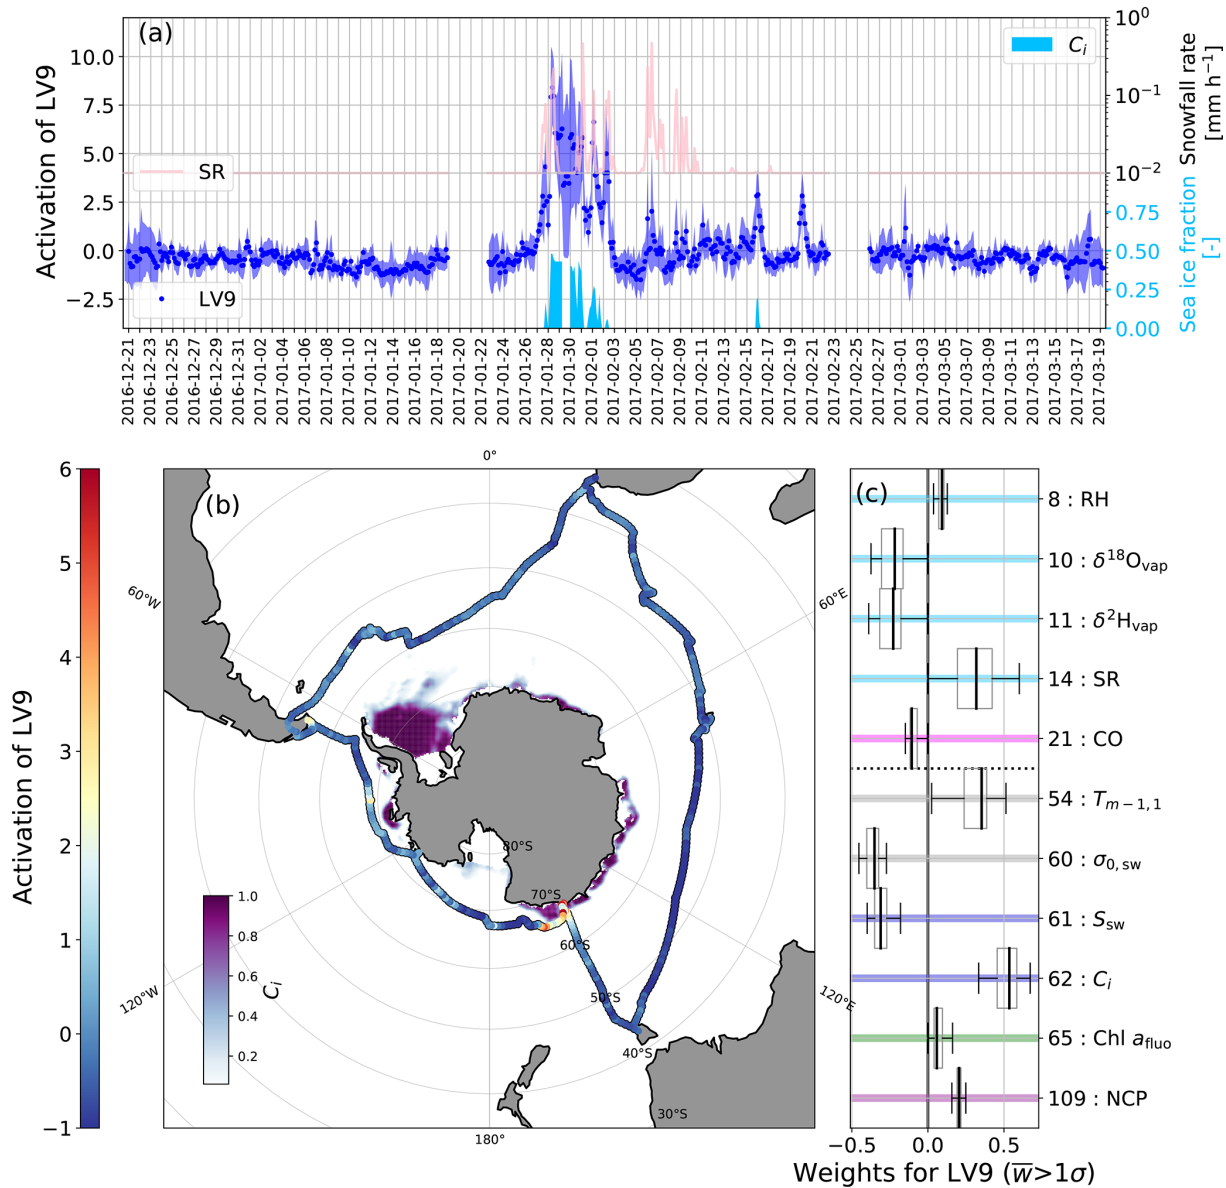 (a)
Activation of LV9
10.0
7.5
5.0
2.5
0.0
−2.5
SR
LV9
C_i
10^0
10^−1
10^−2
Snowfall rate
[mm h^−1]
0.75
0.50
0.25
0.00
Sea ice fraction
[-]
2016-12-21
2016-12-23
2016-12-25
2016-12-27
2016-12-29
2016-12-31
2017-01-02
2017-01-04
2017-01-06
2017-01-08
2017-01-10
2017-01-12
2017-01-14
2017-01-16
2017-01-18
2017-01-20
2017-01-22
2017-01-24
2017-01-26
2017-01-28
2017-01-30
2017-02-01
2017-02-03
2017-02-05
2017-02-07
2017-02-09
2017-02-11
2017-02-13
2017-02-15
2017-02-17
2017-02-19
2017-02-21
2017-02-23
2017-02-25
2017-02-27
2017-03-01
2017-03-03
2017-03-05
2017-03-07
2017-03-09
2017-03-11
2017-03-13
2017-03-15
2017-03-17
2017-03-19
Activation of LV9
6
5
4
3
2
1
0
−1
(b)
0°
60°W
60°E
120°W
120°E
180°
80°S
70°S
60°S
50°S
40°S
30°S
1.0
0.8
0.6
0.4
0.2
C_i
(c)
8 : RH
10 : δ^18O_vap
11 : δ^2H_vap
14 : SR
21 : CO
54 : T_m−1,1
60 : σ_0,sw
61 : S_sw
62 : C_i
65 : Chl a_fluo
109 : NCP
−0.5
0.0
0.5
Weights for LV9 (w̅>1σ)